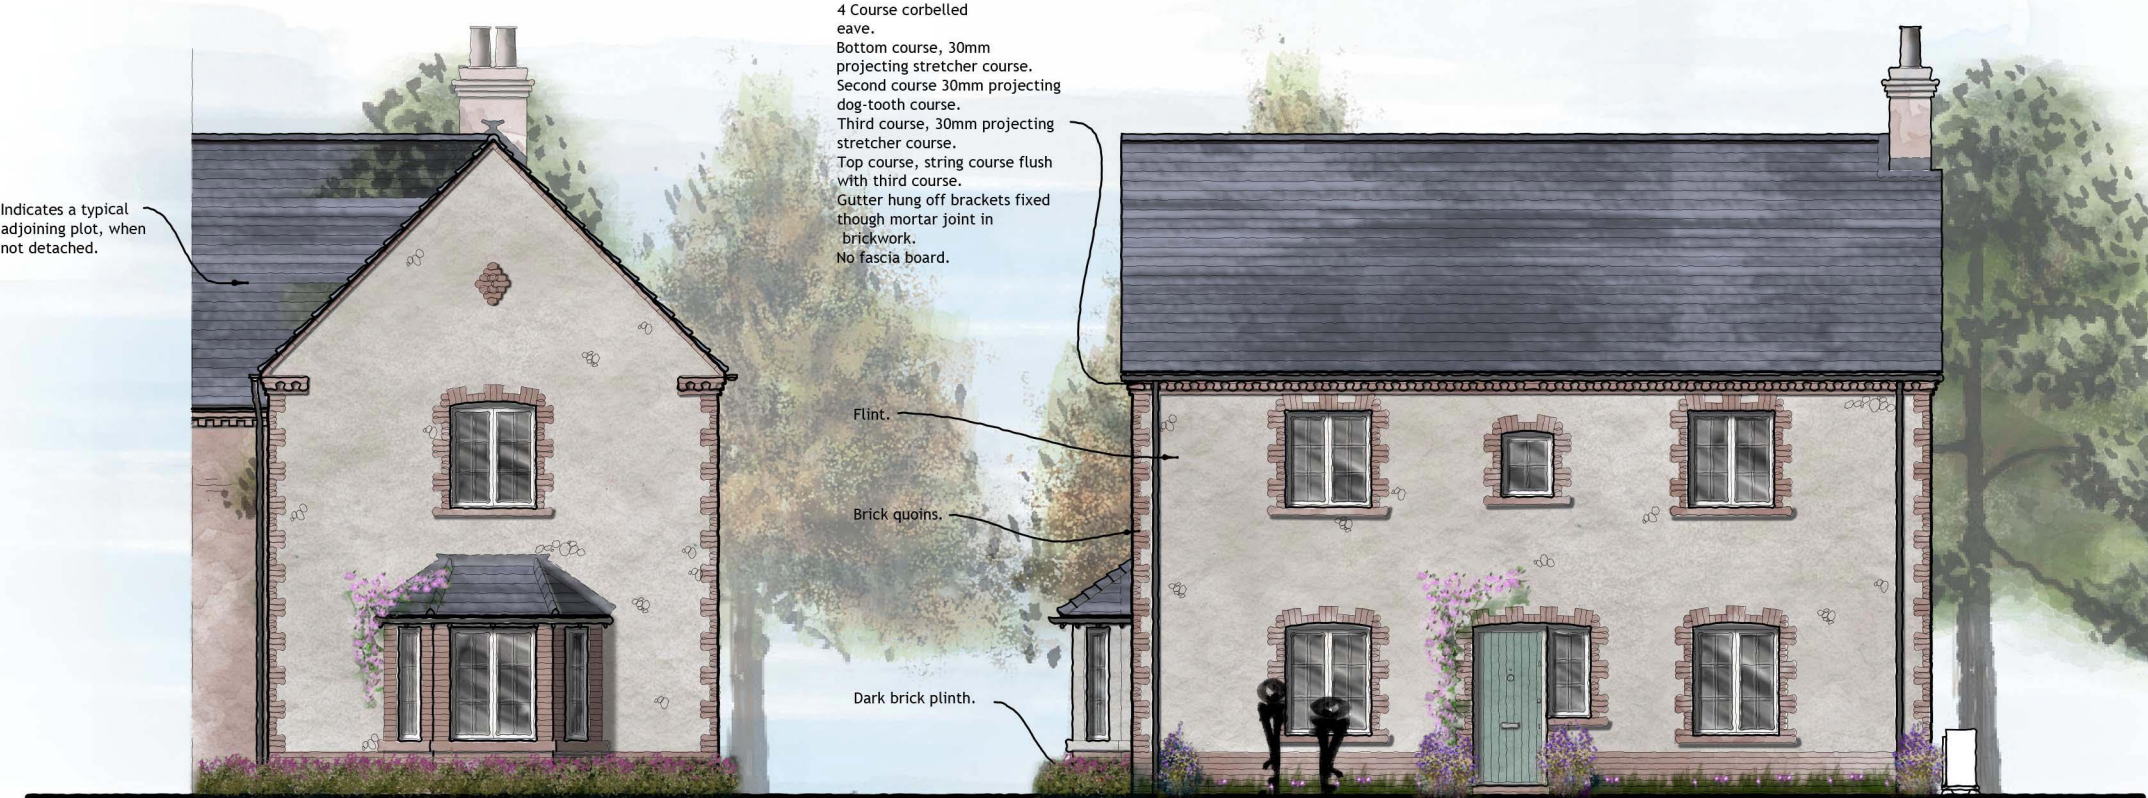 4 Course corbelled
eave.
Bottom course, 30mm
projecting stretcher course.
Second course 30mm projecting
dog-tooth course.
Third course, 30mm projecting
stretcher course.
Top course, string course flush
with third course.
Gutter hung off brackets fixed
though mortar joint in
brickwork.
No fascia board.
Indicates a typical
adjoining plot, when
not detached.
Flint.
Brick quoins.
Dark brick plinth.